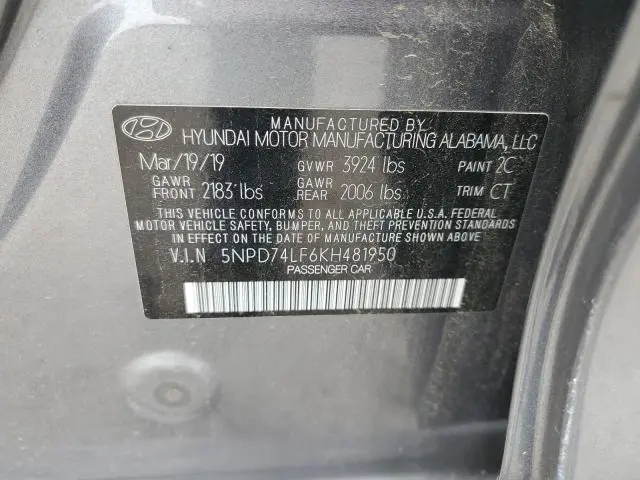 MANUFACTURED BY
HYUNDAI MOTOR MANUFACTURING ALABAMA, LLC
Mar/19/19 GVWR 3924 lbs PAINT 2C
GAWR FRONT 2183 lbs GAWR REAR 2006 lbs TRIM CT
THIS VEHICLE CONFORMS TO ALL APPLICABLE U.S.A. FEDERAL
MOTOR VEHICLE SAFETY, BUMPER, AND THEFT PREVENTION
STANDARDS IN EFFECT ON THE DATE OF
MANUFACTURE SHOWN ABOVE.
V.I.N 5NPD74LF6KH481950
PASSENGER CAR